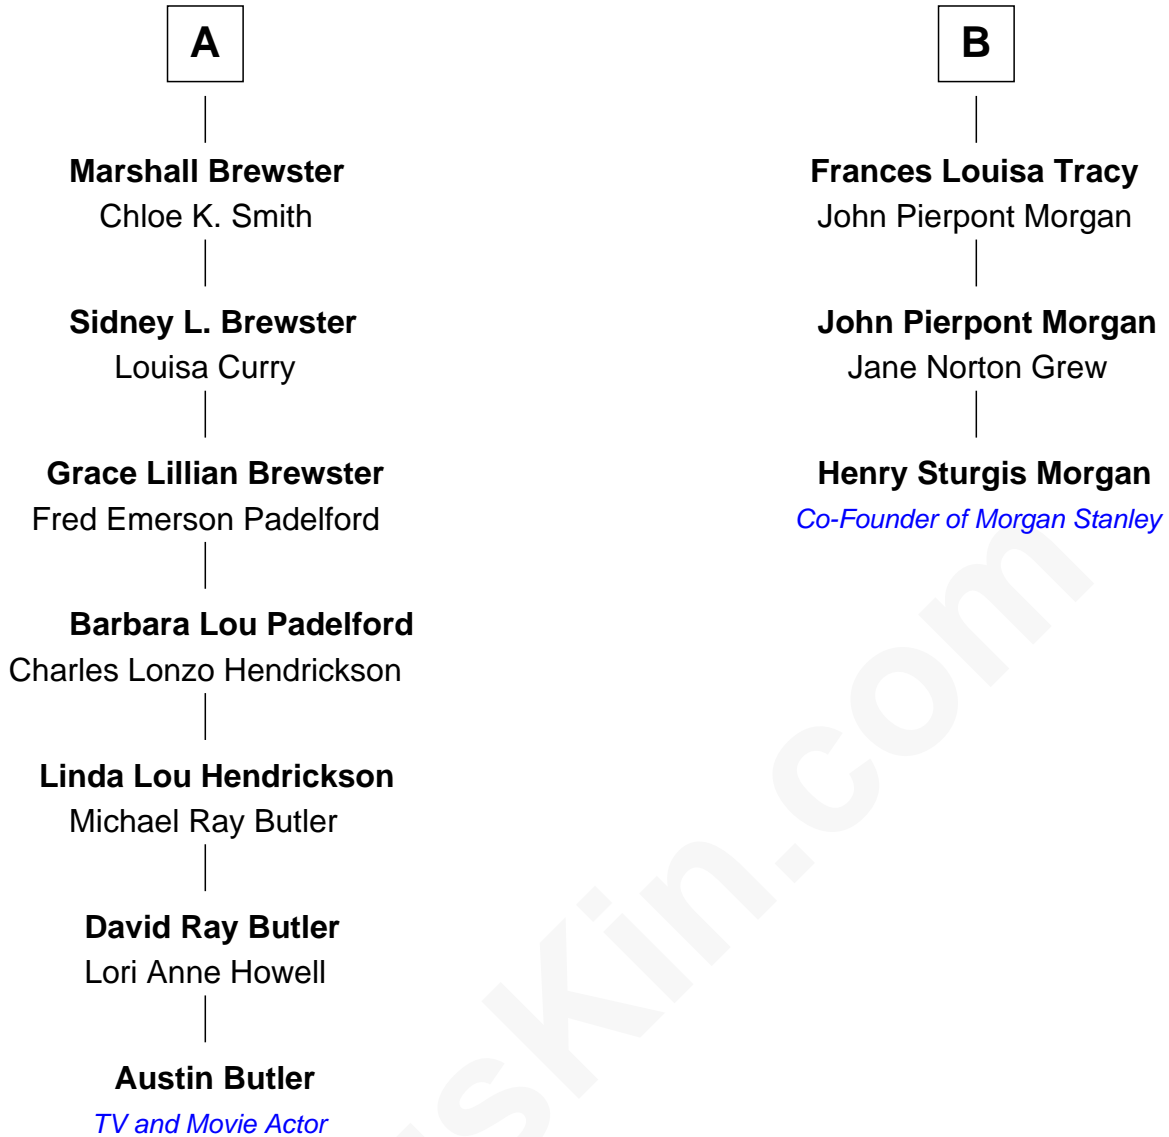 A
Marshall Brewster
Chloe K. Smith
Sidney L. Brewster
Louisa Curry
Grace Lillian Brewster
Fred Emerson Padelford
Barbara Lou Padelford
Charles Lonzo Hendrickson
Linda Lou Hendrickson
Michael Ray Butler
David Ray Butler
Lori Anne Howell
Austin Butler
TV and Movie Actor
B
Frances Louisa Tracy
John Pierpont Morgan
John Pierpont Morgan
Jane Norton Grew
Henry Sturgis Morgan
Co-Founder of Morgan Stanley